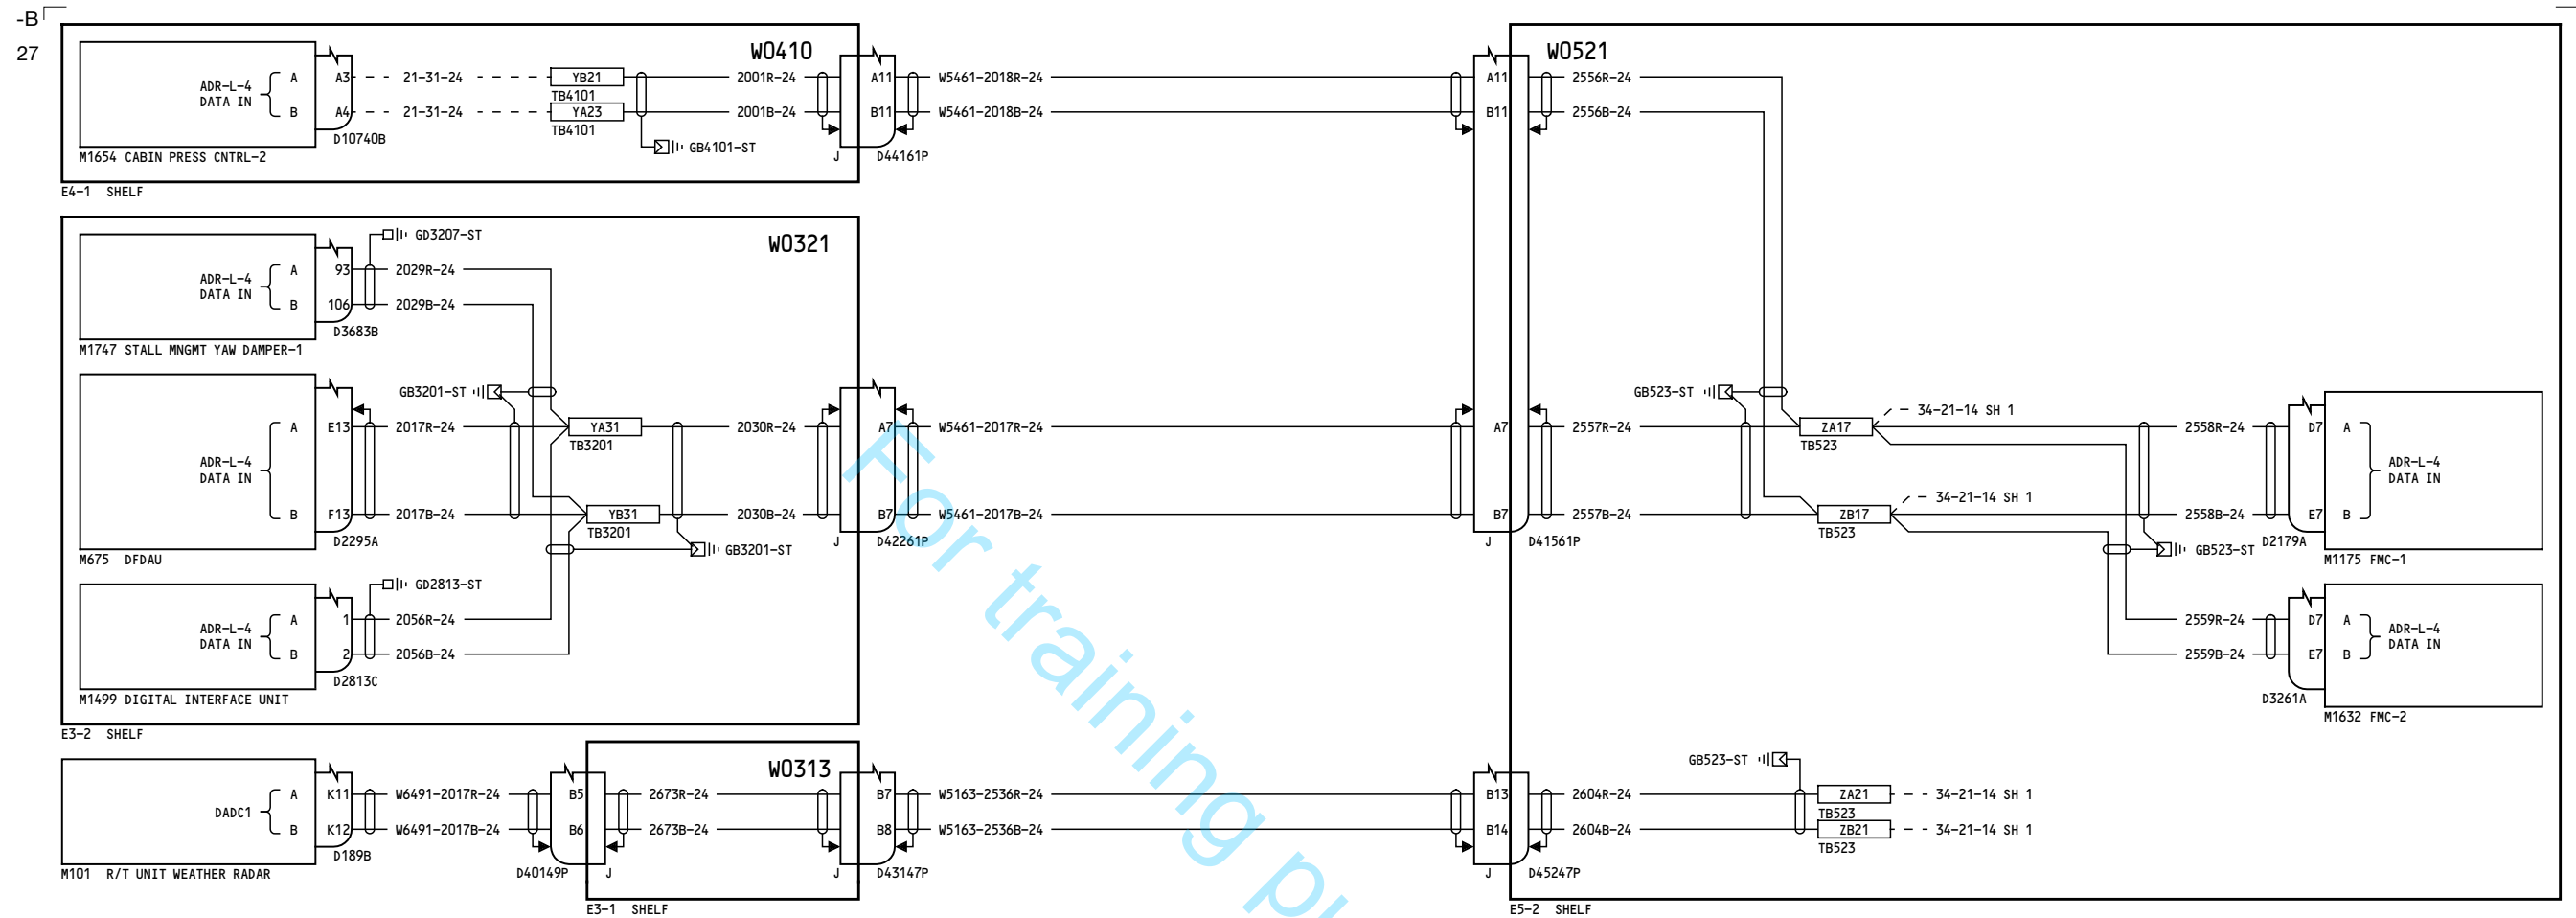 -B
27
W0410
ADR-L-4
DATA IN
A
B
A3
A4
21-31-24
21-31-24
YB21
TB4101
YA23
TB4101
2001R-24
2001B-24
A11
B11
W5461-2018R-24
W5461-2018B-24
D10740B
GB4101-ST
J
D44161P
M1654 CABIN PRESS CNTRL-2
E4-1 SHELF
W0521
A11
B11
2556R-24
2556B-24
W0321
GD3207-ST
ADR-L-4
DATA IN
A
B
93
106
2029R-24
2029B-24
D3683B
M1747 STALL MNGMT YAW DAMPER-1
GB3201-ST
ADR-L-4
DATA IN
A
B
E13
F13
2017R-24
2017B-24
YA31
TB3201
YB31
TB3201
2030R-24
2030B-24
A7
B7
W5461-2017R-24
W5461-2017B-24
D2295A
GB3201-ST
J
D42261P
M675 DFDAU
GD2813-ST
ADR-L-4
DATA IN
A
B
1
2
2056R-24
2056B-24
D2813C
M1499 DIGITAL INTERFACE UNIT
E3-2 SHELF
A7
B7
2557R-24
2557B-24
J
D41561P
GB523-ST
ZA17
TB523
34-21-14 SH 1
ZB17
TB523
34-21-14 SH 1
2558R-24
2558B-24
D7
E7
A
B
ADR-L-4
DATA IN
D2179A
GB523-ST
M1175 FMC-1
2559R-24
2559B-24
D7
E7
A
B
ADR-L-4
DATA IN
D3261A
M1632 FMC-2
W0313
DADC1
A
B
K11
K12
W6491-2017R-24
W6491-2017B-24
B5
B6
2673R-24
2673B-24
B7
B8
W5163-2536R-24
W5163-2536B-24
D189B
D40149P
J
J
D43147P
M101 R/T UNIT WEATHER RADAR
E3-1 SHELF
B13
B14
2604R-24
2604B-24
J
D45247P
GB523-ST
ZA21
TB523
34-21-14 SH 1
ZB21
TB523
34-21-14 SH 1
E5-2 SHELF
For training